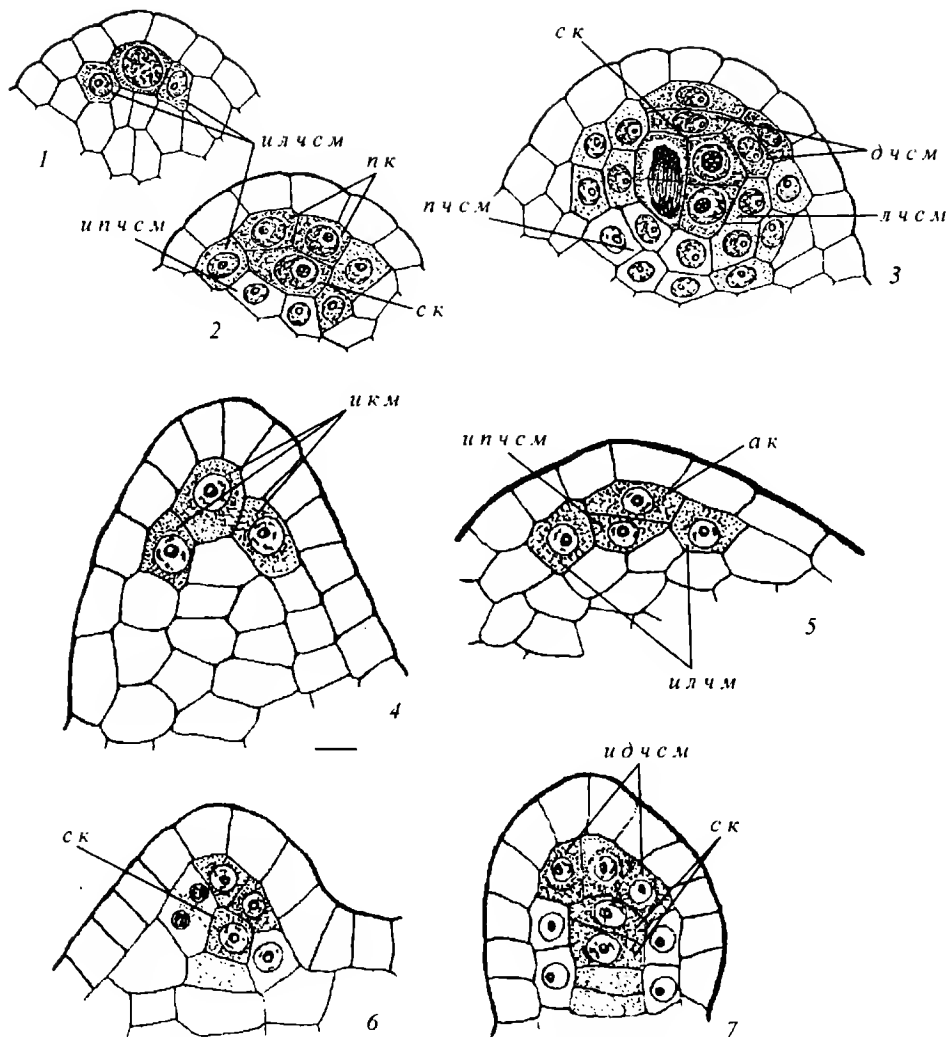 с к
1
и л ч с м
п к
д ч с м
и п ч с м
п ч с м
л ч с м
2
с к
3
и к м
и п ч с м
а к
4
5
и л ч м
и д ч с м
с к
с к
6
7